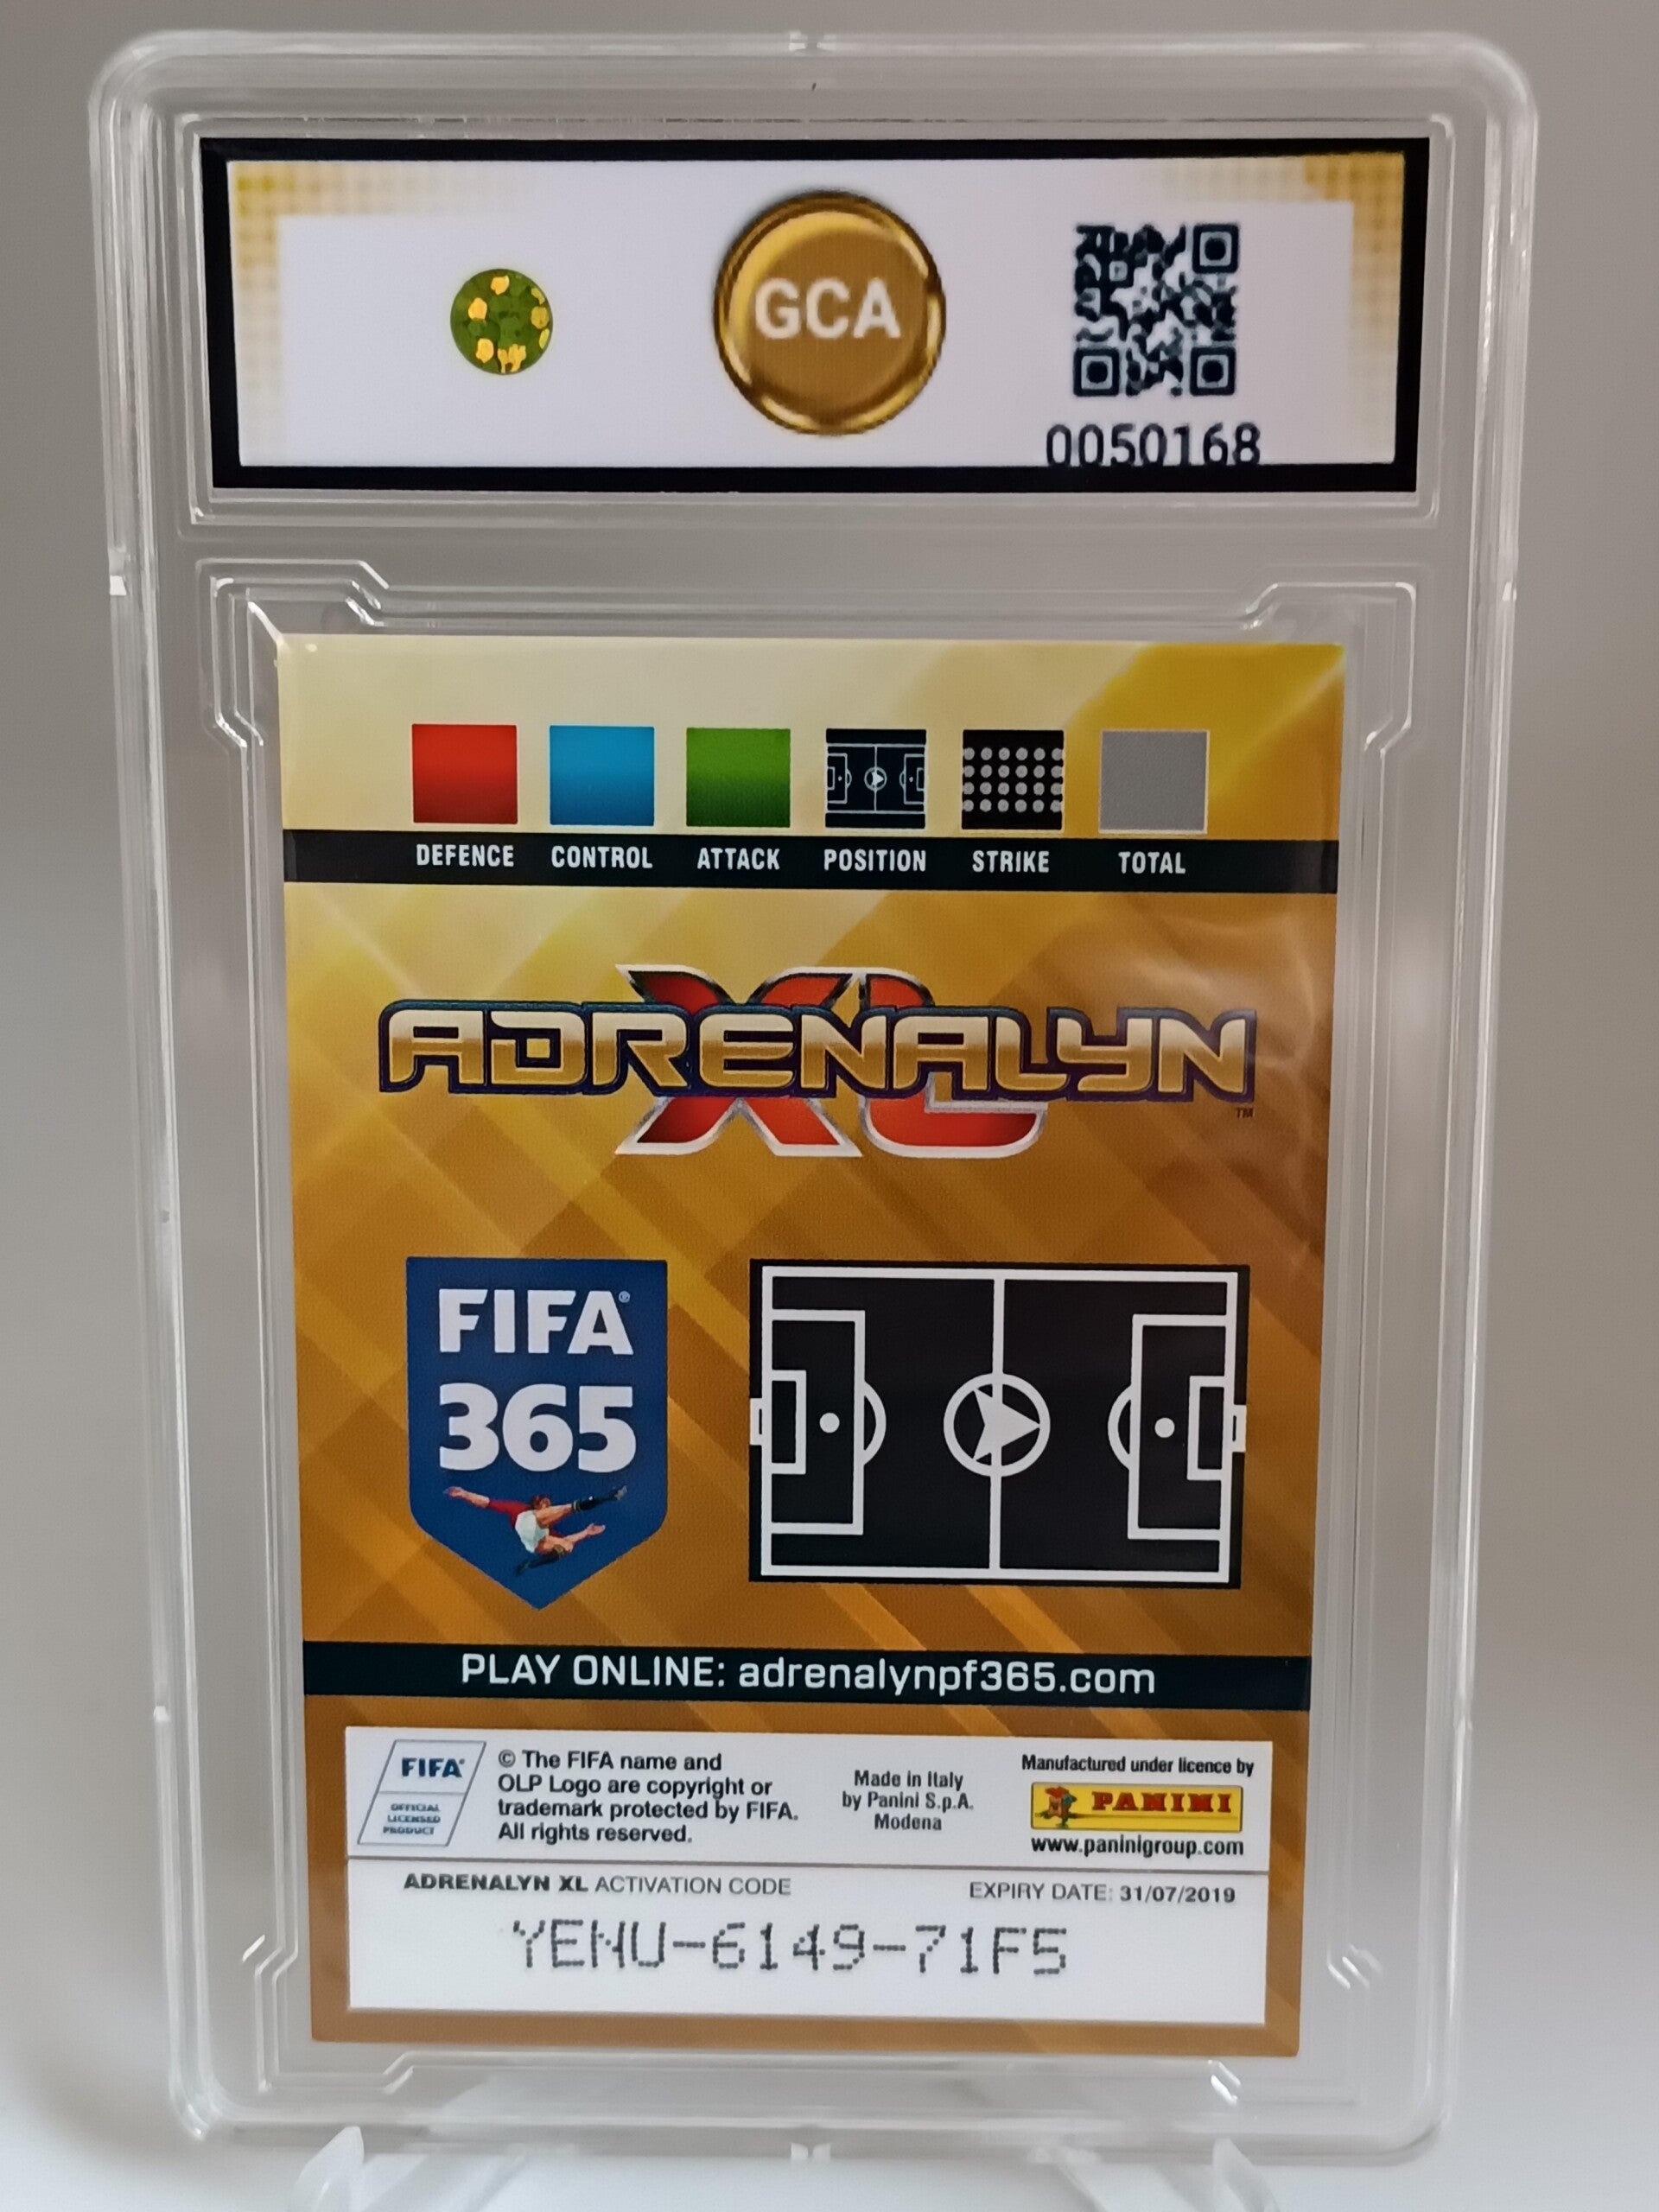 GCA
0050168
DEFENCE CONTROL ATTACK POSITION STRIKE TOTAL
ADRENALYN XL™
FIFA®
365
PLAY ONLINE: adrenalynpf365.com
FIFA®
OFFICIAL
LICENSED
PRODUCT
© The FIFA name and
OLP Logo are copyright or
trademark protected by FIFA.
All rights reserved.
Made in Italy
by Panini S.p.A.
Modena
Manufactured under licence by
PANINI
www.paninigroup.com
ADRENALYN XL ACTIVATION CODE
EXPIRY DATE: 31/07/2019
YENU-6149-71F5